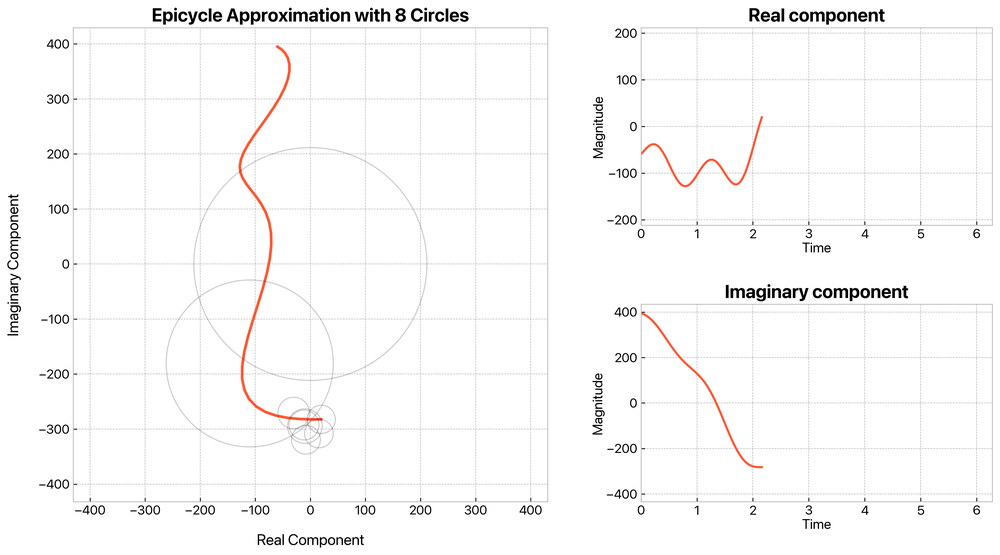 Epicycle Approximation with 8 Circles
Imaginary Component
400
300
200
100
0
−100
−200
−300
−400
−400 −300 −200 −100 0 100 200 300 400
Real Component
Real component
Magnitude
200
100
0
−100
−200
0 1 2 3 4 5 6
Time
Imaginary component
Magnitude
400
200
0
−200
−400
0 1 2 3 4 5 6
Time